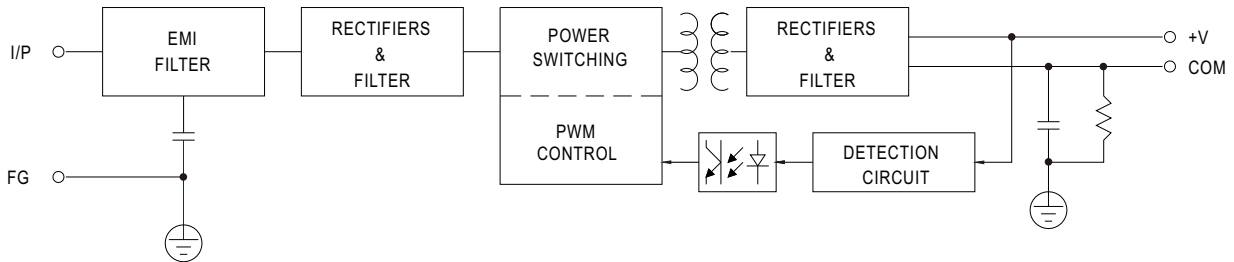 I/P
EMI
FILTER
RECTIFIERS
&
FILTER
POWER
SWITCHING
RECTIFIERS
&
FILTER
+V
COM
PWM
CONTROL
DETECTION
CIRCUIT
FG